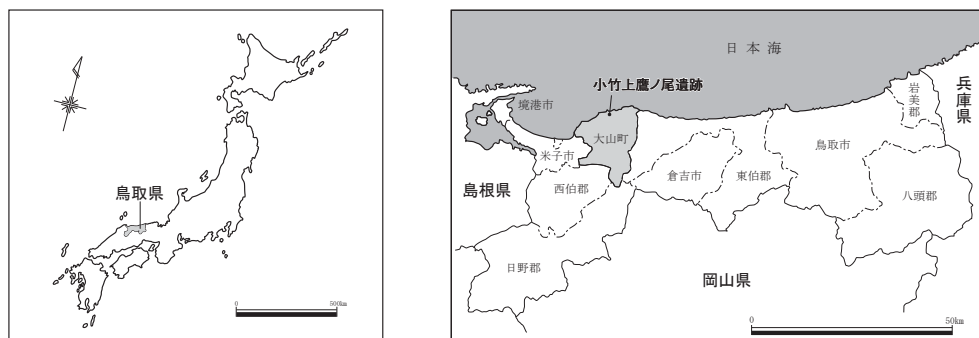 鳥取県
0
500km
日本海
小竹上鷹ノ尾遺跡
境港市
大山町
米子市
西伯郡
倉吉市
東伯郡
鳥取市
岩美郡
八頭郡
兵庫県
島根県
日野郡
岡山県
0
50km